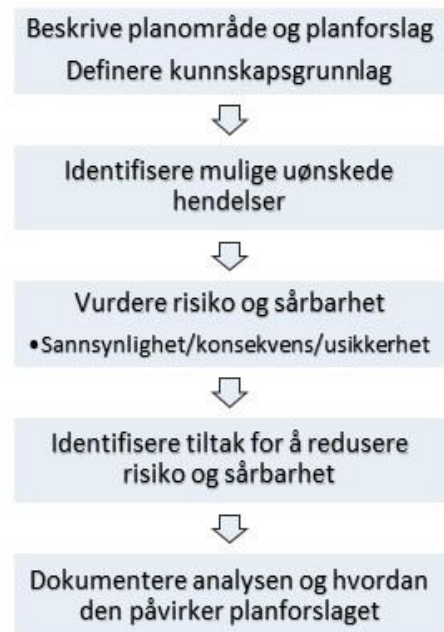 Beskrive planområde og planforslag
Definere kunnskapsgrunnlag
Identifisere mulige uønskede
hendelser
Vurdere risiko og sårbarhet
•Sannsynlighet/konsekvens/usikkerhet
Identifisere tiltak for å redusere
risiko og sårbarhet
Dokumentere analysen og hvordan
den påvirker planforslaget